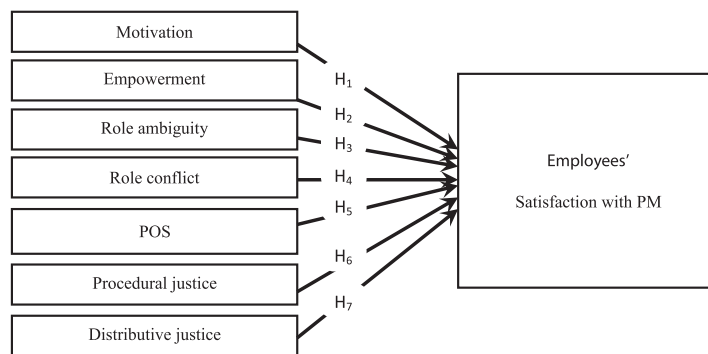 Motivation
H1
Empowerment
H2
Role ambiguity
H3
Role conflict
H4
POS
H5
Procedural justice
H6
Distributive justice
H7
Employees'
Satisfaction with PM